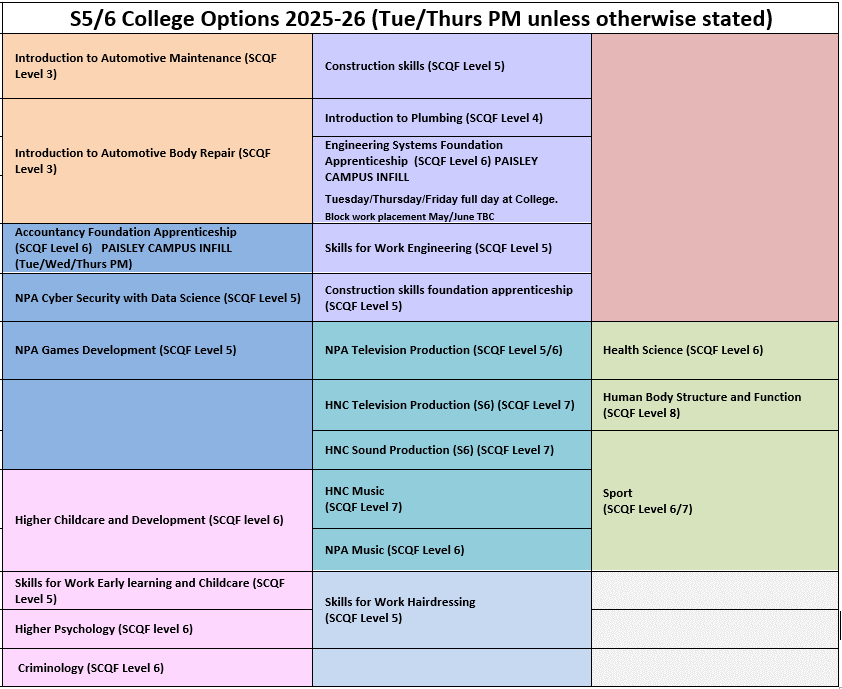 S5/6 College Options 2025-26 (Tue/Thurs PM unless otherwise stated)
Introduction to Automotive Maintenance (SCQF
Level 3)
Introduction to Automotive Body Repair (SCQF
Level 3)
Accountancy Foundation Apprenticeship
(SCQF Level 6) PAISLEY CAMPUS INFILL
(Tue/Wed/Thurs PM)
NPA Cyber Security with Data Science (SCQF Level 5)
NPA Games Development (SCQF Level 5)
Higher Childcare and Development (SCQF level 6)
Skills for Work Early learning and Childcare (SCQF
Level 5)
Higher Psychology (SCQF level 6)
Criminology (SCQF Level 6)
Construction skills (SCQF Level 5)
Introduction to Plumbing (SCQF Level 4)
Engineering Systems Foundation
Apprenticeship (SCQF Level 6) PAISLEY
CAMPUS INFILL
Tuesday/Thursday/Friday full day at College.
Block work placement May/June TBC
Skills for Work Engineering (SCQF Level 5)
Construction skills foundation apprenticeship
(SCQF Level 5)
NPA Television Production (SCQF Level 5/6)
HNC Television Production (S6) (SCQF Level 7)
HNC Sound Production (S6) (SCQF Level 7)
HNC Music
(SCQF Level 7)
NPA Music (SCQF Level 6)
Skills for Work Hairdressing
(SCQF Level 5)
Health Science (SCQF Level 6)
Human Body Structure and Function
(SCQF Level 8)
Sport
(SCQF Level 6/7)